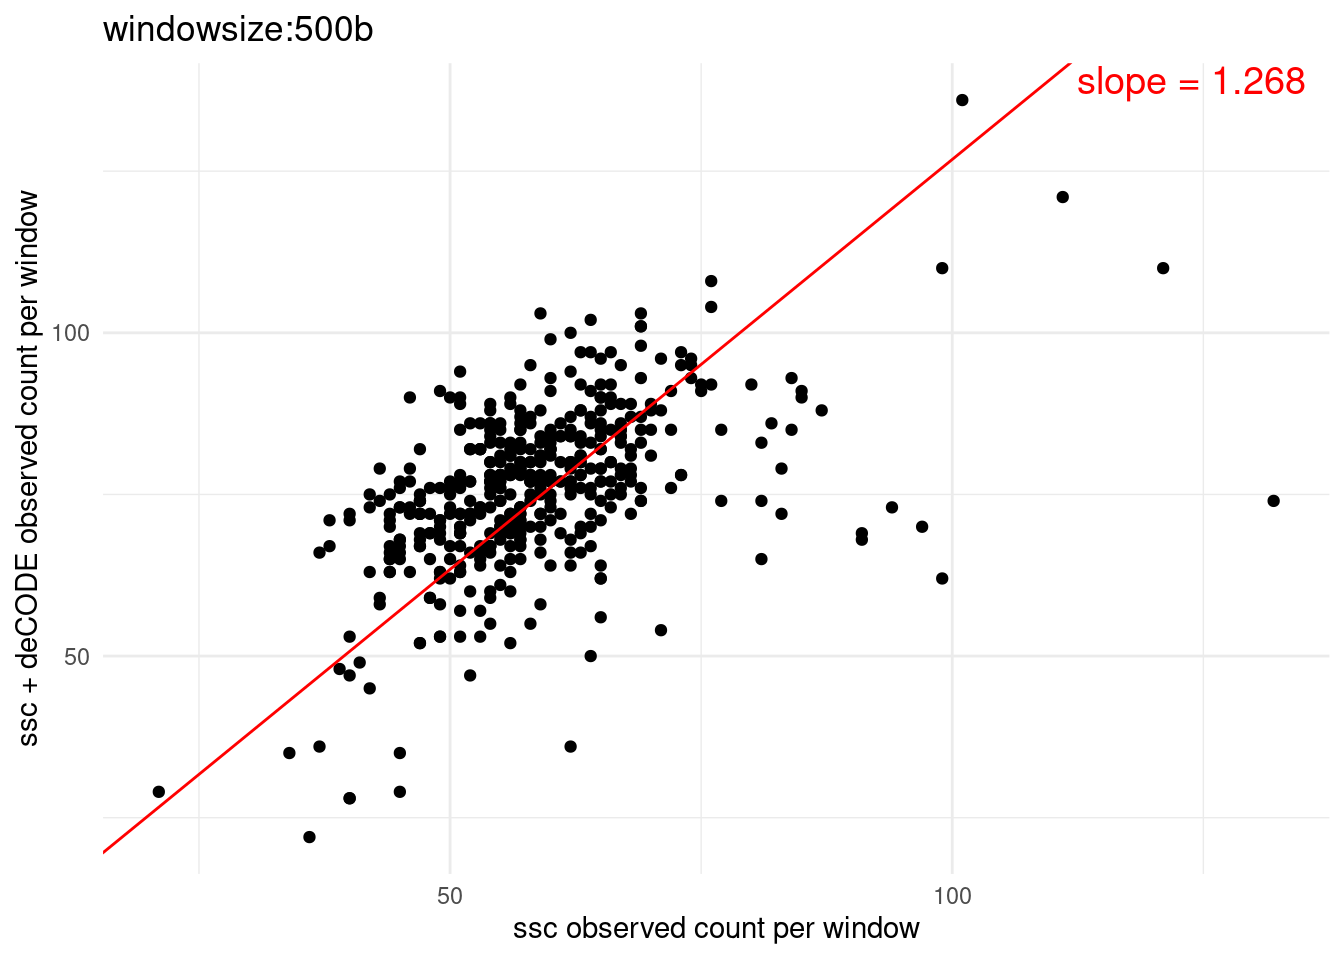 windowsize:500b
slope = 1.268
ssc + deCODE observed count per window
100
50
50
100
ssc observed count per window